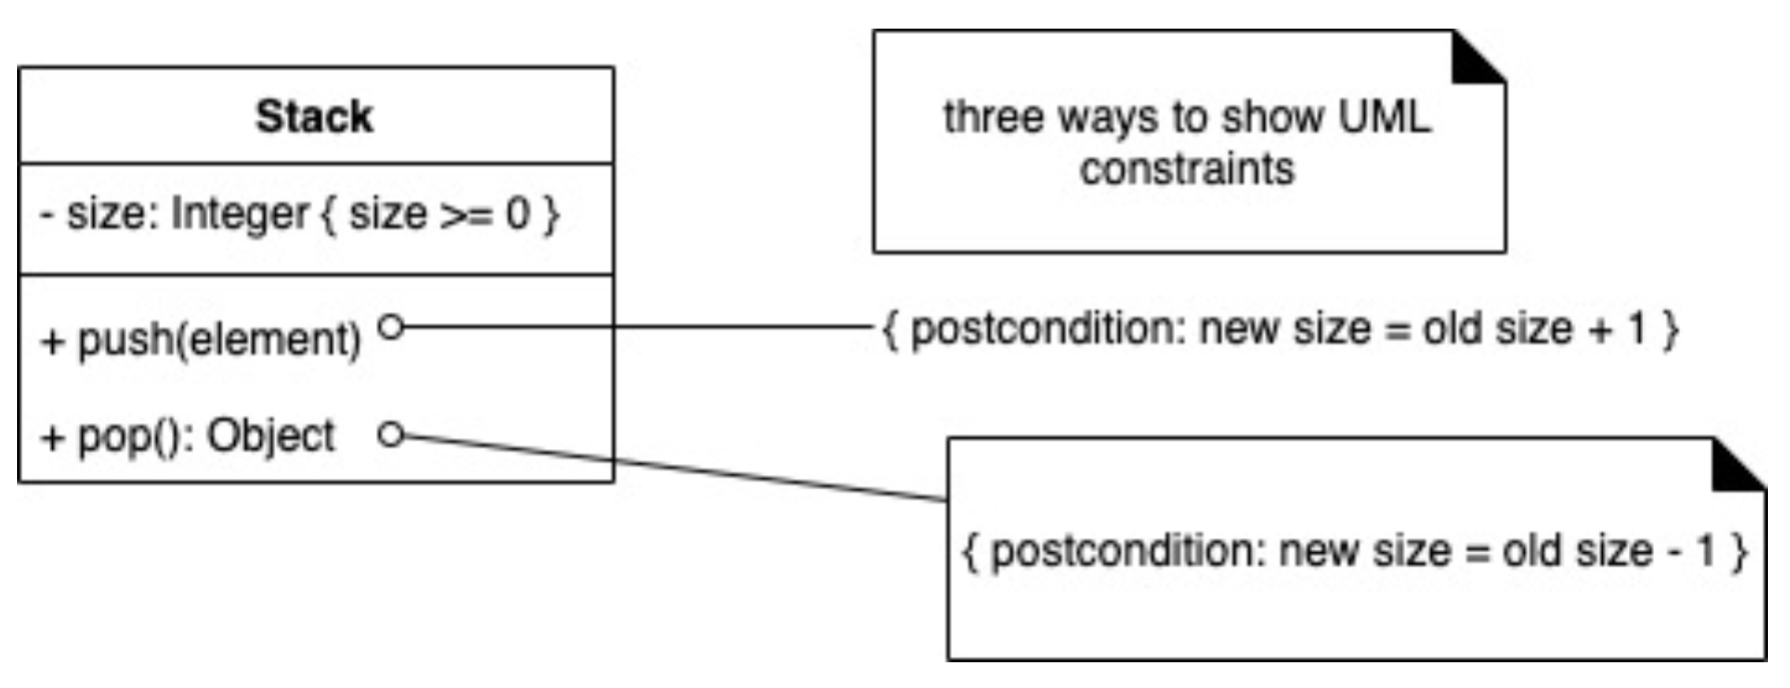 Stack
- size: Integer { size >= 0 }
+ push(element)
+ pop(): Object
three ways to show UML
constraints
{ postcondition: new size = old size + 1 }
{ postcondition: new size = old size - 1 }